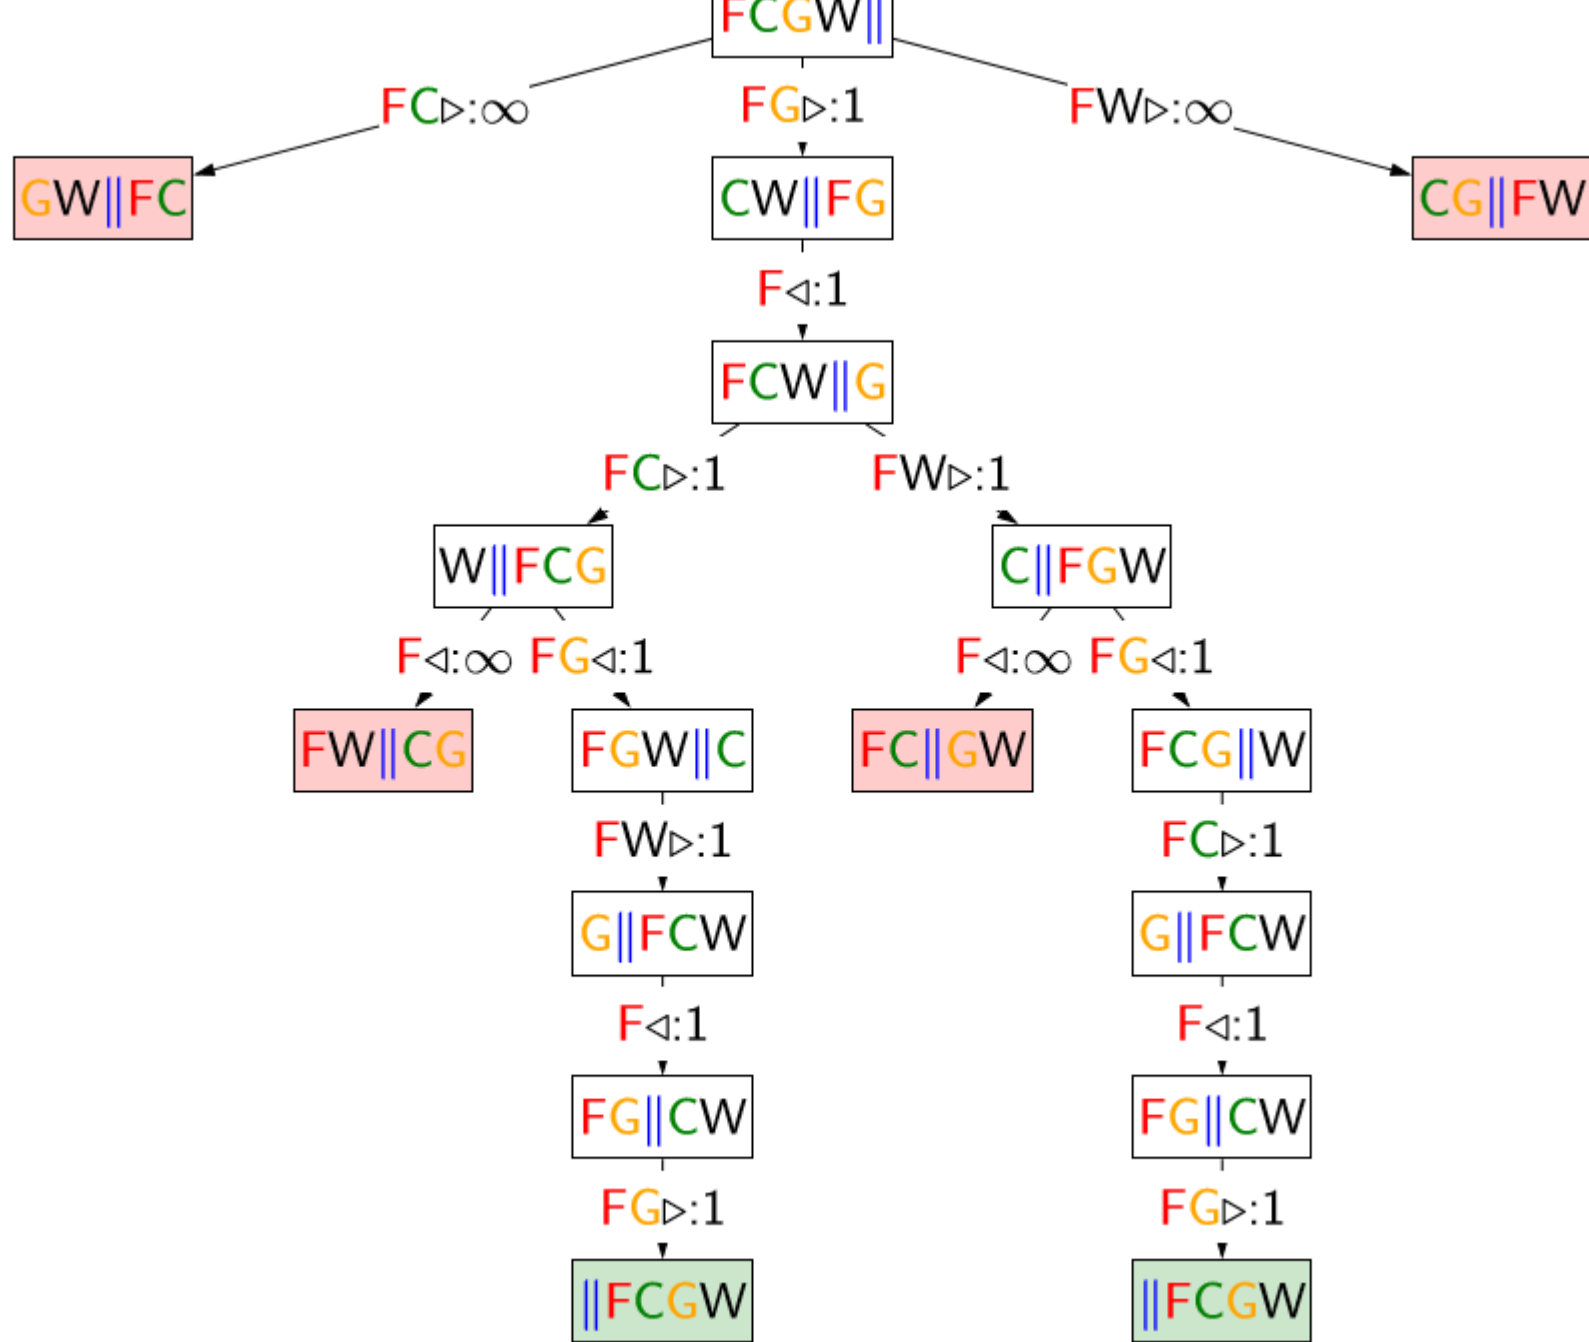 FCGW||
FC▷:∞ FG▷:1 FW▷:∞
GW||FC CW||FG CG||FW
F◁:1
FCW||G
FC▷:1 FW▷:1
W||FCG C||FGW
F◁:∞ FG◁:1 F◁:∞ FG◁:1
FW||CG FGW||C FC||GW FCG||W
FW▷:1 FC▷:1
G||FCW G||FCW
F◁:1 F◁:1
FG||CW FG||CW
FG▷:1 FG▷:1
||FCGW ||FCGW